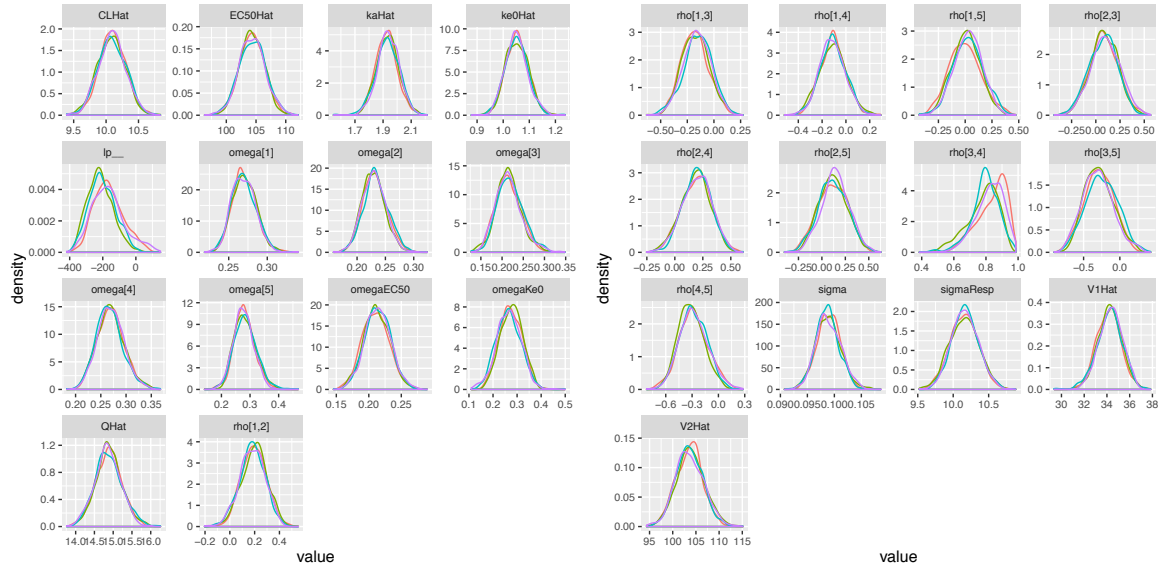 CLHat EC50Hat kaHat ke0Hat
2.0 0.20
1.5 0.15 4 10.0 7.5
1.0 0.10 2 5.0
0.5 0.05 2.5
0.0 0.00 0 0.0
9.5 10.0 10.5 100 105 110 1.7 1.9 2.1 0.9 1.0 1.1 1.2
lp__ omega[1] omega[2] omega[3]
0.004 20 20 15
0.002 10 15 10 10 5
0.000 0 5 0 0
−400 −200 0 0.25 0.30 0.20 0.25 0.30 0.150.200.250.300.35
omega[4] omega[5] omegaEC50 omegaKe0
15 12 20 8
10 9 15 6
5 6 3 10 5 4 2
0 0 0 0
0.20 0.25 0.30 0.35 0.2 0.3 0.4 0.15 0.20 0.25 0.1 0.2 0.3 0.4 0.5
QHat rho[1,2]
1.2 4
0.8 3 2
0.4 1
0.0 0
14.0 14.5 15.0 15.5 16.0 −0.2 0.0 0.2 0.4
density
value
rho[1,3] rho[1,4] rho[1,5] rho[2,3]
3 4 3
2 3 2 2
1 2 1 1 1
0 0 0 0
−0.50 −0.25 0.00 0.25 −0.4 −0.2 0.0 0.2 −0.25 0.00 0.25 0.50 −0.250.00 0.25 0.50
rho[2,4] rho[2,5] rho[3,4] rho[3,5]
3 3 4 1.5
2 2 2 1.0
1 1 0.5
0 0 0 0.0
−0.25 0.00 0.25 0.50 −0.250.00 0.25 0.50 0.4 0.6 0.8 1.0 −0.5 0.0
rho[4,5] sigma sigmaResp V1Hat
2 200 2.0 0.4
150 1.5 0.3
1 100 1.0 0.2
50 0.5 0.1
0 0 0.0 0.0
−0.6 −0.3 0.0 0.3 0.090 0.095 0.100 0.105 9.5 10.0 10.5 30 32 34 36 38
V2Hat
0.15
0.10
0.05
0.00
95 100 105 110 115
density
value